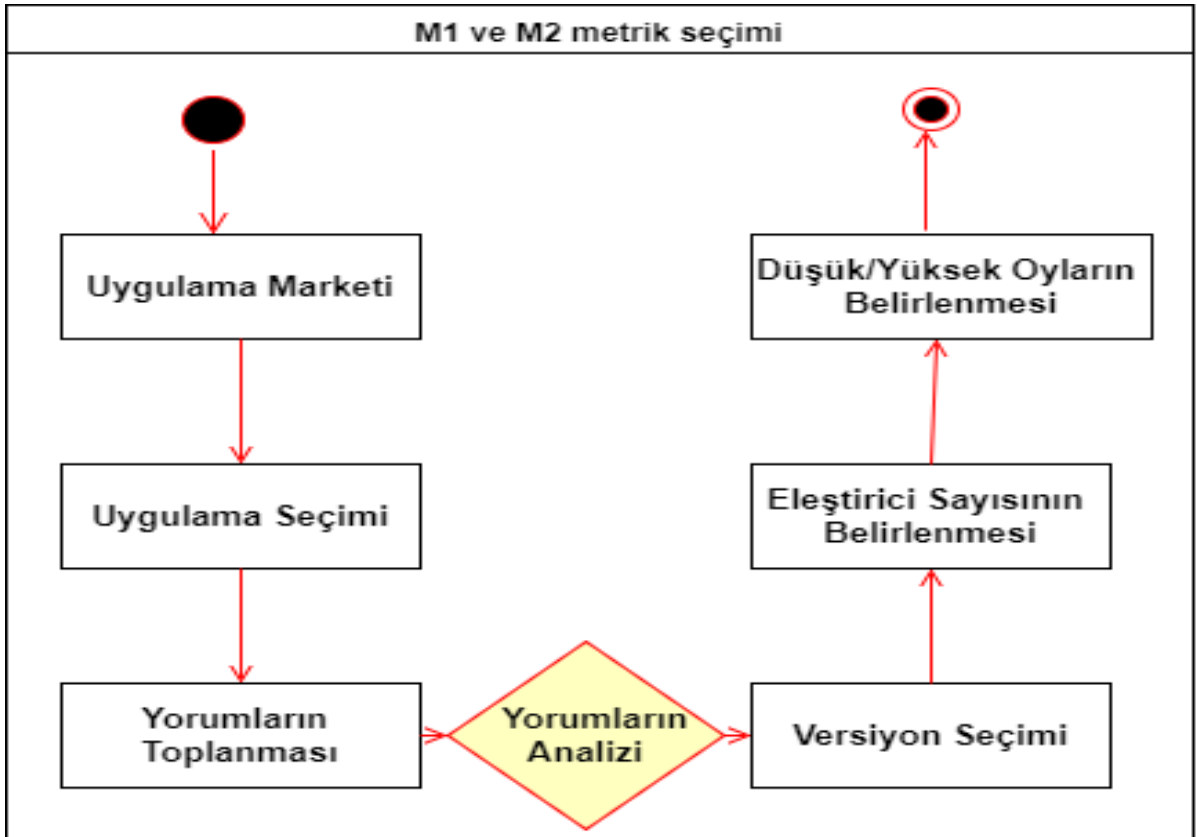 M1 ve M2 metrik seçimi
Uygulama Marketi
Uygulama Seçimi
Yorumların
Toplanması
Yorumların
Analizi
Versiyon Seçimi
Eleştirici Sayısının
Belirlenmesi
Düşük/Yüksek Oyların
Belirlenmesi